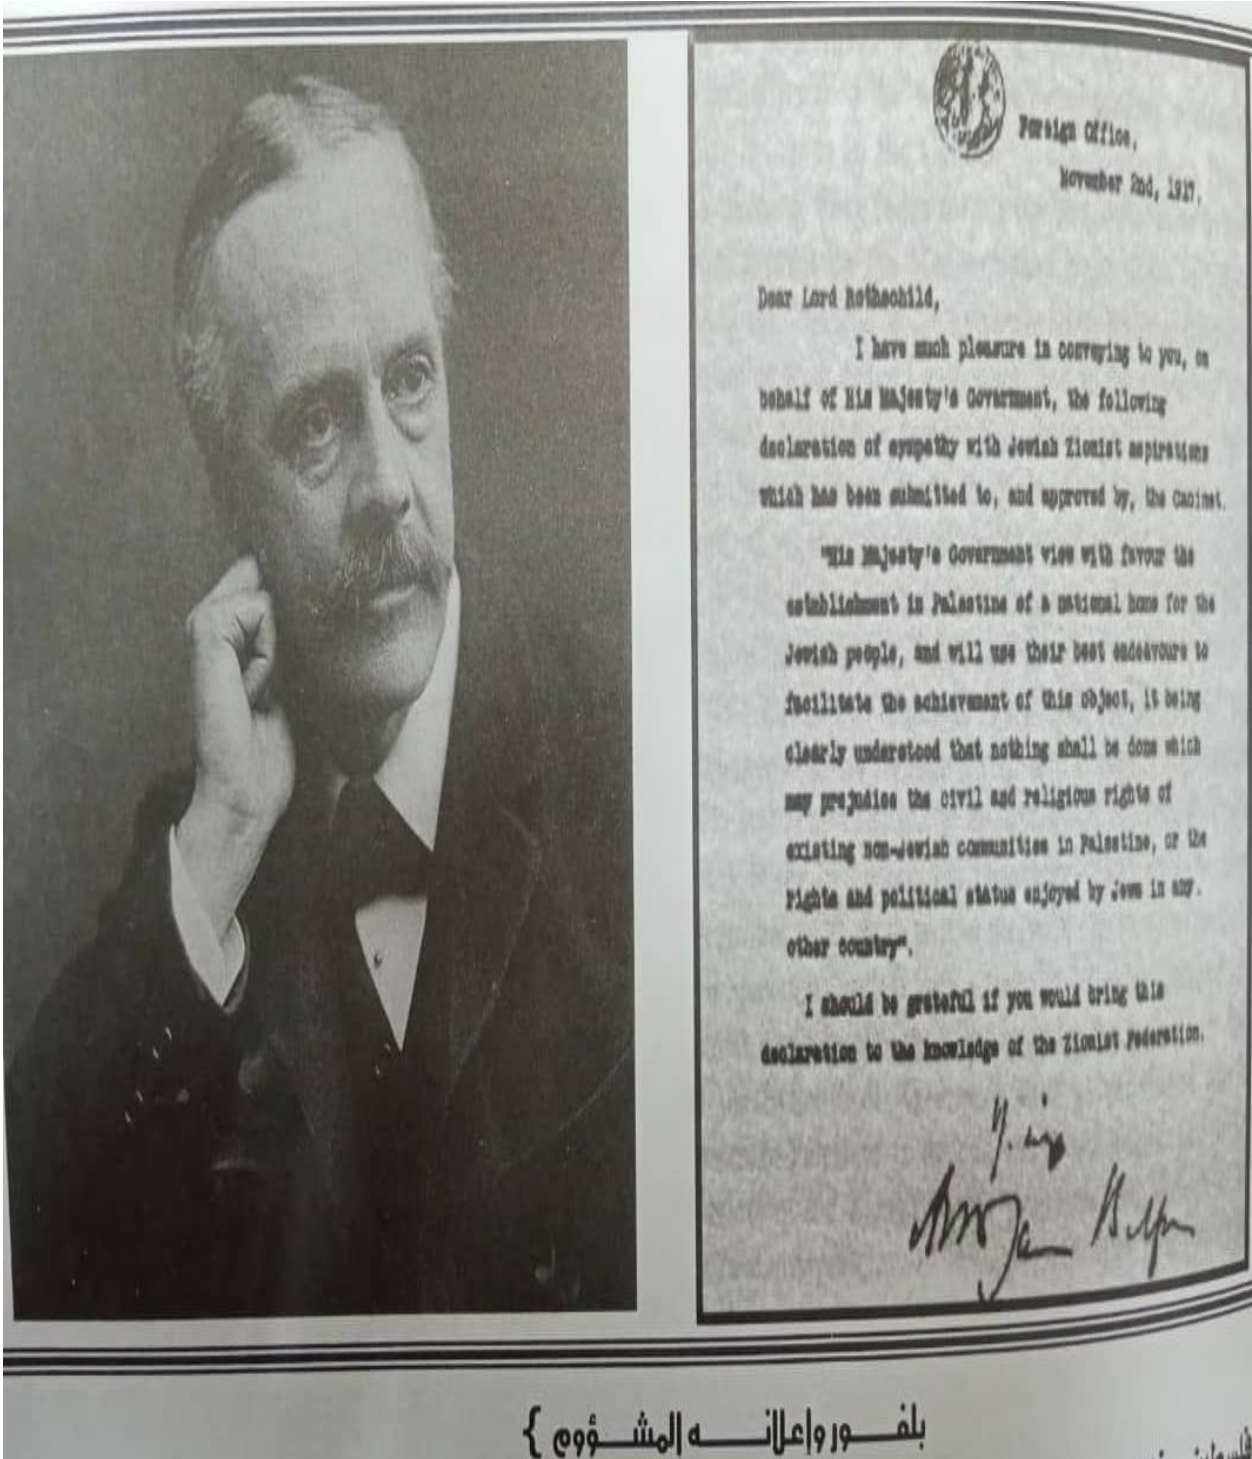 Foreign Office,
November 2nd, 1917.
Dear Lord Rothschild,
I have much pleasure in conveying to you, on
behalf of His Majesty's Government, the following
declaration of sympathy with Jewish Zionist aspirations
which has been submitted to, and approved by, the Cabinet.
"His Majesty's Government view with favour the
establishment in Palestine of a national home for the
Jewish people, and will use their best endeavours to
facilitate the achievement of this object, it being
clearly understood that nothing shall be done which
may prejudice the civil and religious rights of
existing non-Jewish communities in Palestine, or the
rights and political status enjoyed by Jews in any.
other country".
I should be grateful if you would bring this
declaration to the knowledge of the Zionist Federation.
بلفور وإعلانه المشؤوم }